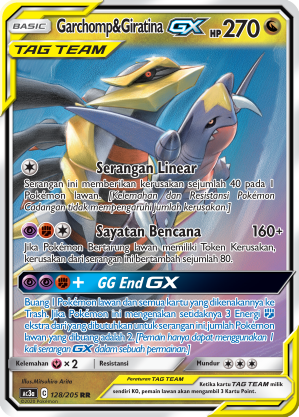 BASIC
Garchomp&Giratina GX HP 270
TAG TEAM
Serangan Linear
Serangan ini memberikan kerusakan sejumlah 40 pada 1
Pokémon lawan. [Kelemahan dan Resistansi Pokémon
Cadangan tidak mempengaruhi jumlah kerusakan]
Sayatan Bencana 160+
Jika Pokémon Bertarung lawan memiliki Token Kerusakan,
kerusakan dari serangan ini bertambah sejumlah 80.
+ GG End GX
Buang 1 Pokémon lawan dan semua kartu yang dikenakannya ke
Trash. Jika Pokémon ini mengenakan setidaknya 3 Energi
ekstra dari yang dibutuhkan untuk serangan ini, jumlah Pokémon
lawan yang dibuang adalah 2. [Pemain hanya dapat menggunakan
1 kali serangan GX dalam satu pertandingan]
Kelemahan ×2 Resistansi Mundur
Illus. Mitsuhiro Arita
Peraturan TAG TEAM
Ketika kartu TAG TEAM milik
sendiri KO, pemain lawan mengambil 3 Kartu Point.
128/205 RR